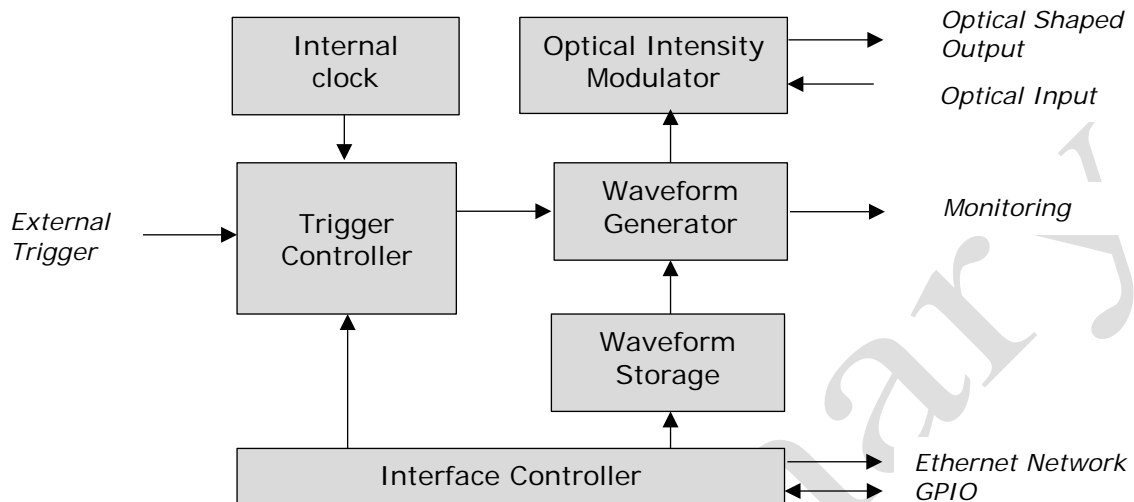 Internal
clock
Optical Intensity
Modulator
Optical Shaped
Output
Optical Input
External
Trigger
Trigger
Controller
Waveform
Generator
Monitoring
Waveform
Storage
Interface Controller
Ethernet Network
GPIO